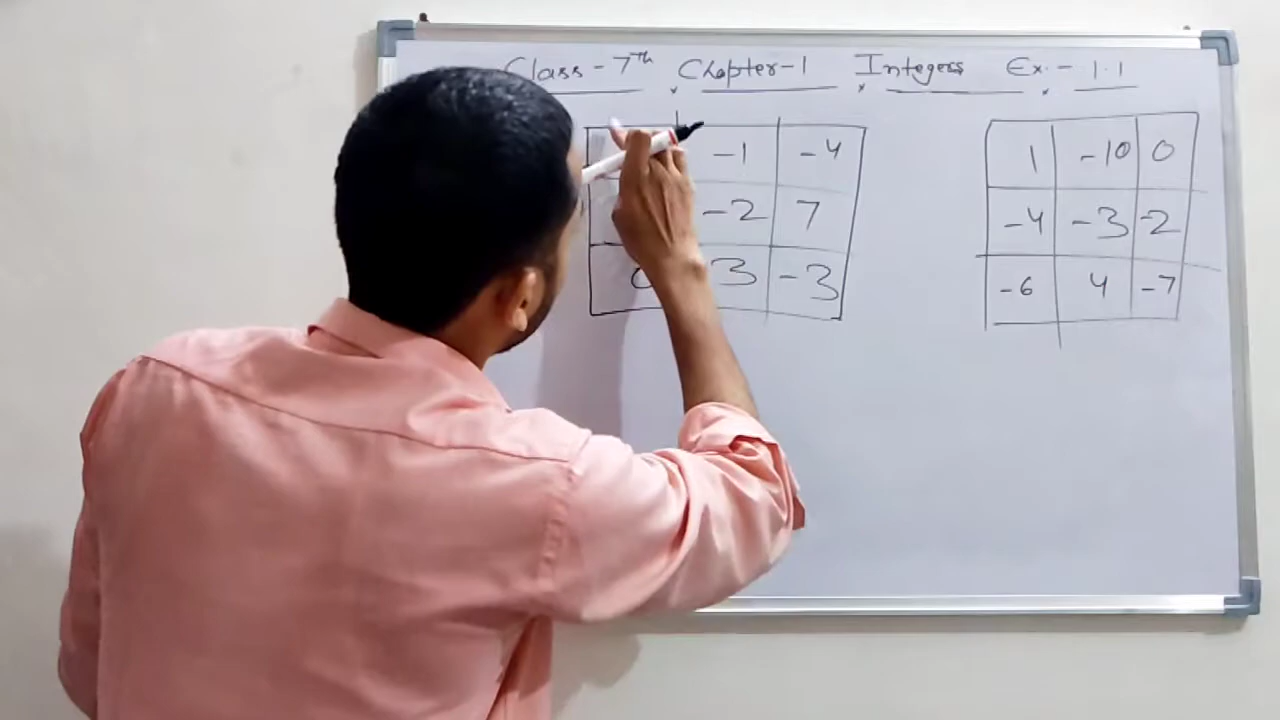 Class - 7th Chapter-1 Integers Ex. - 1.1
-1 -4 1 -10 0
-2 7 -4 -3 -2
0 3 -3 -6 4 -7